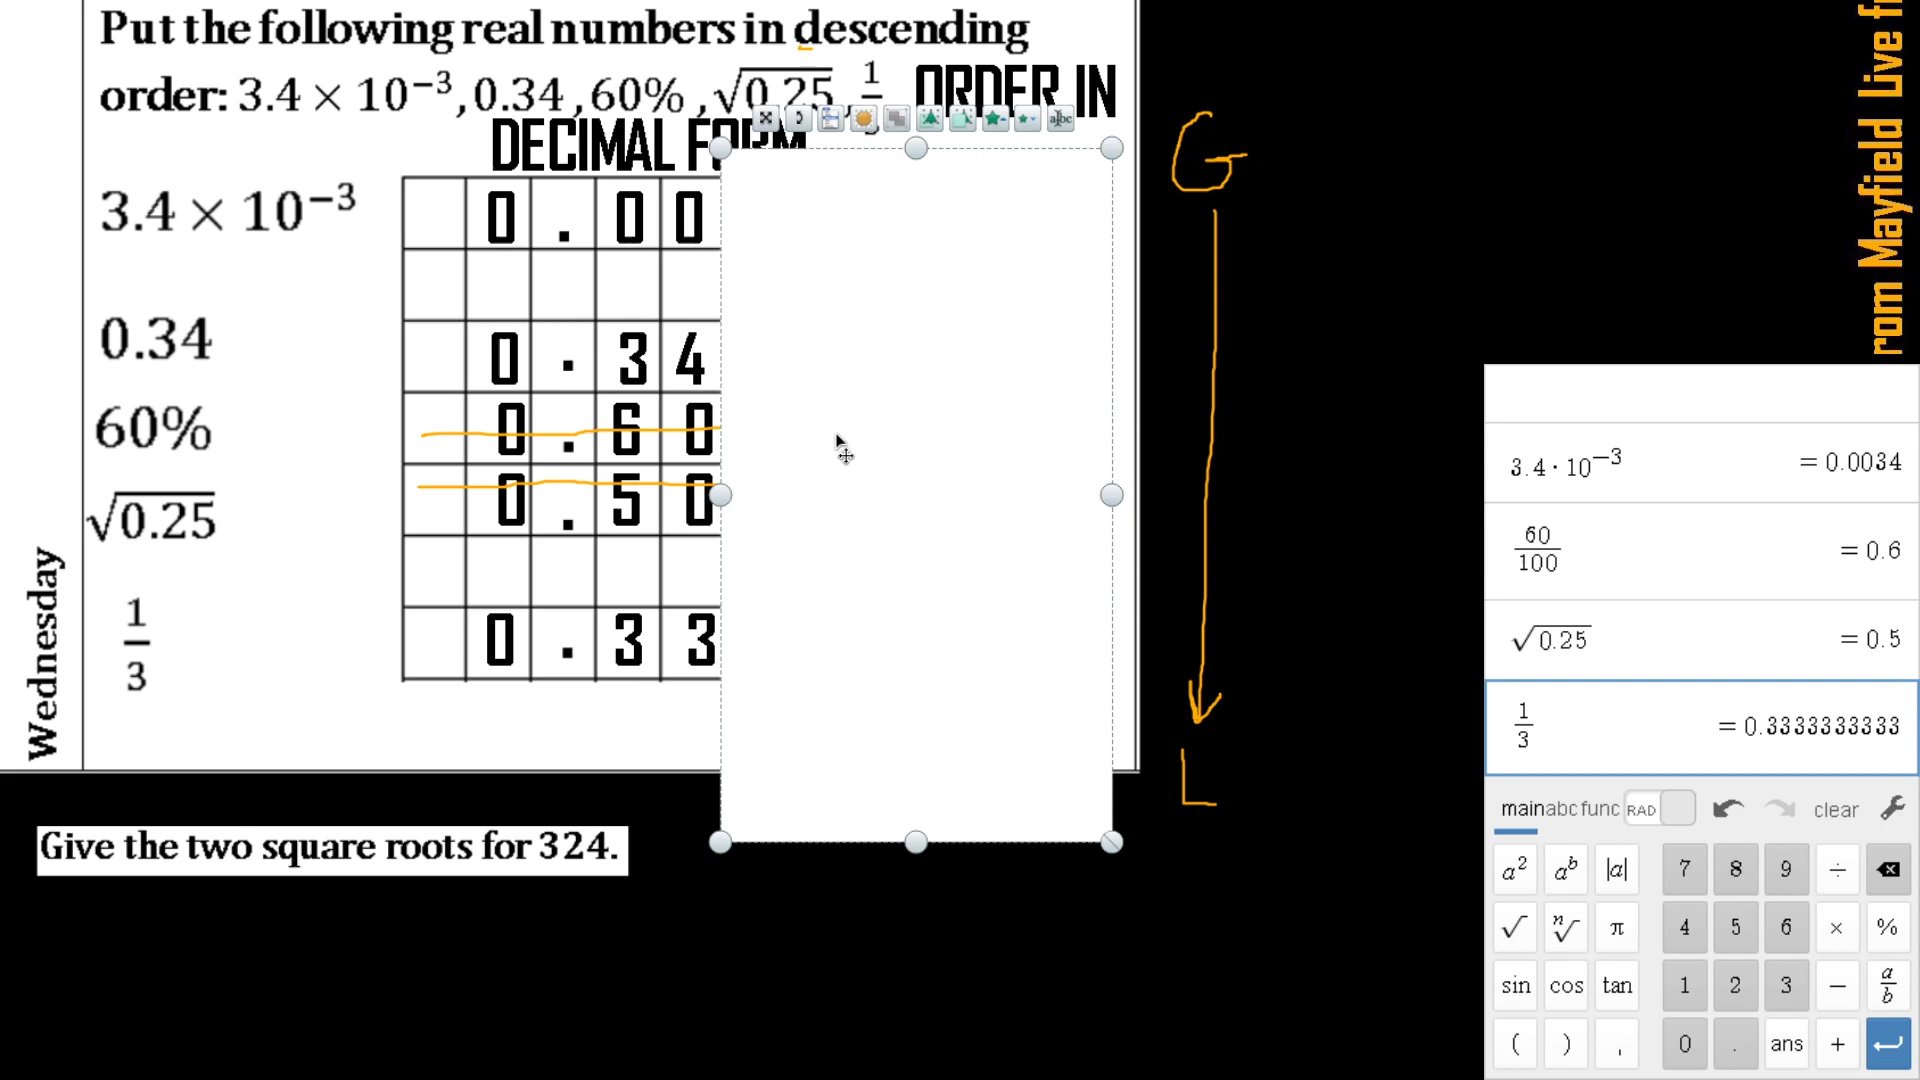 Put the following real numbers in descending
order: 3.4 × 10⁻³, 0.34 , 60% , √0.25, 1/3 ORDER IN
DECIMAL FORM
3.4 × 10⁻³ 0 . 0 0
0.34 0 . 3 4
60% 0 . 6 0
√0.25 0 . 5 0
1/3 0 . 3 3
Wednesday
Give the two square roots for 324.
G
L
rom Mayfield Live fr
3.4 · 10⁻³ = 0.0034
60/100 = 0.6
√0.25 = 0.5
1/3 = 0.3333333333
main abc func RAD clear
a² aᵇ |a| 7 8 9 ÷
√ ⁿ√ π 4 5 6 × %
sin cos tan 1 2 3 − a/b
( ) , 0 . ans +